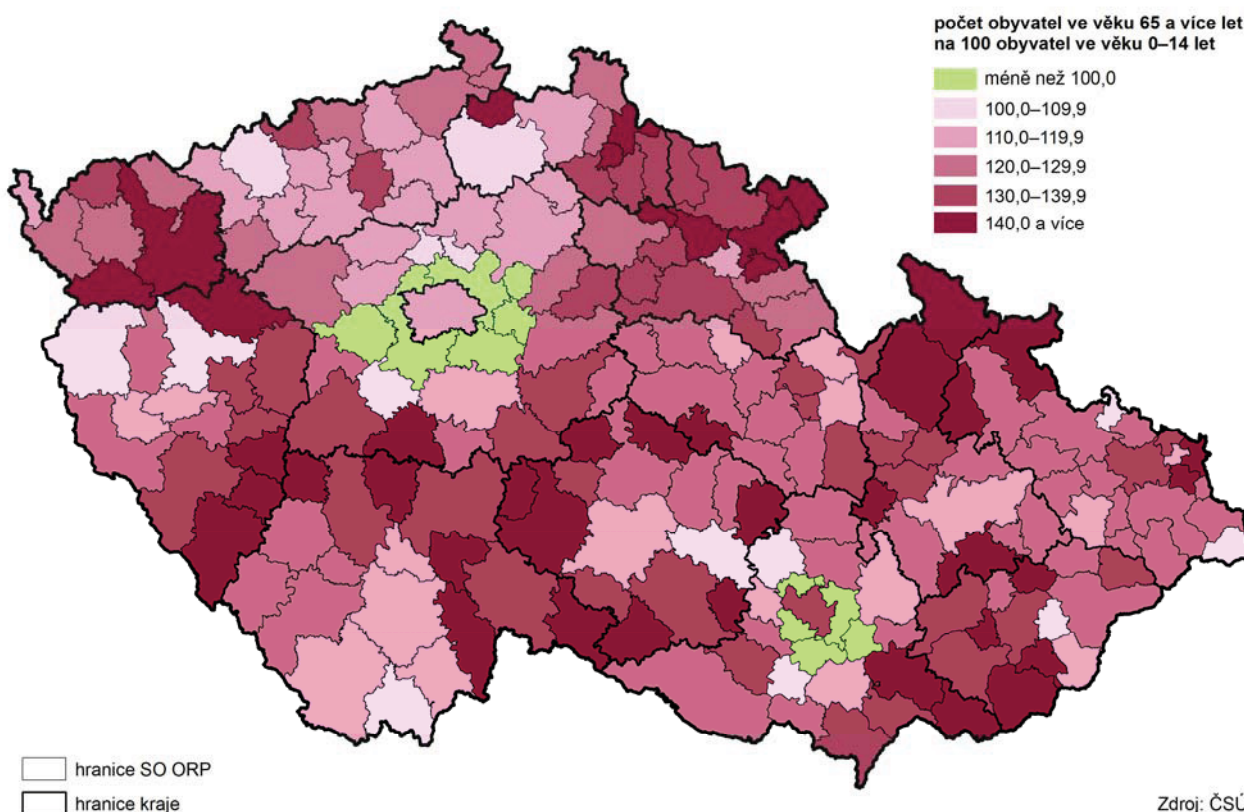 počet obyvatel ve věku 65 a více let
na 100 obyvatel ve věku 0–14 let
méně než 100,0
100,0–109,9
110,0–119,9
120,0–129,9
130,0–139,9
140,0 a více
hranice SO ORP
hranice kraje
Zdroj: ČSÚ